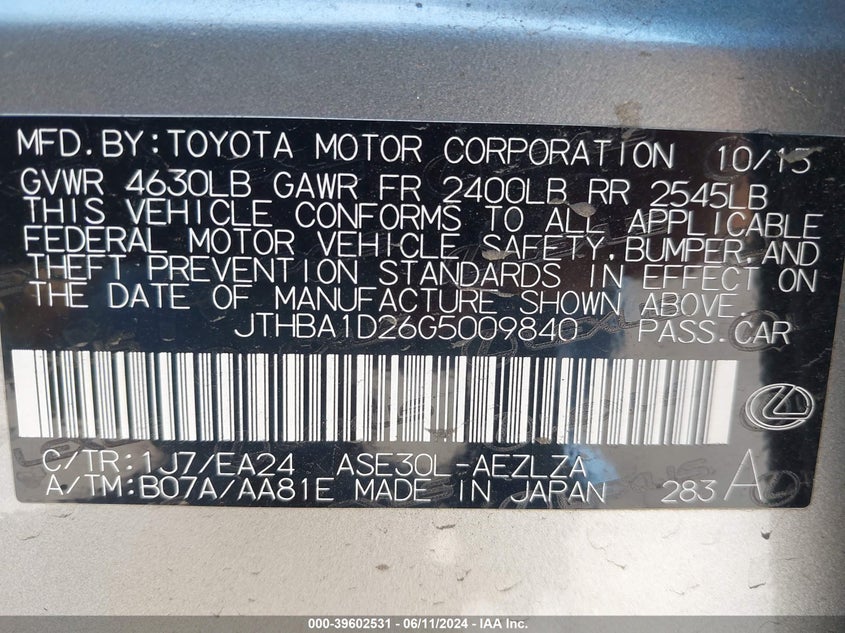 MFD.BY:TOYOTA MOTOR CORPORATION 10/15
GVWR 4630LB GAWR FR 2400LB RR 2545LB
THIS VEHICLE CONFORMS TO ALL APPLICABLE
FEDERAL MOTOR VEHICLE SAFETY,BUMPER,AND
THEFT PREVENTION STANDARDS IN EFFECT ON
THE DATE OF MANUFACTURE SHOWN ABOVE.
JTHBA1D26G5009840 PASS.CAR
C/TR:1J7/EA24 ASE30L-AEZLZA
A/TM:B07A/AA81E MADE IN JAPAN 283 A
000-39602531 - 06/11/2024 - IAA Inc.